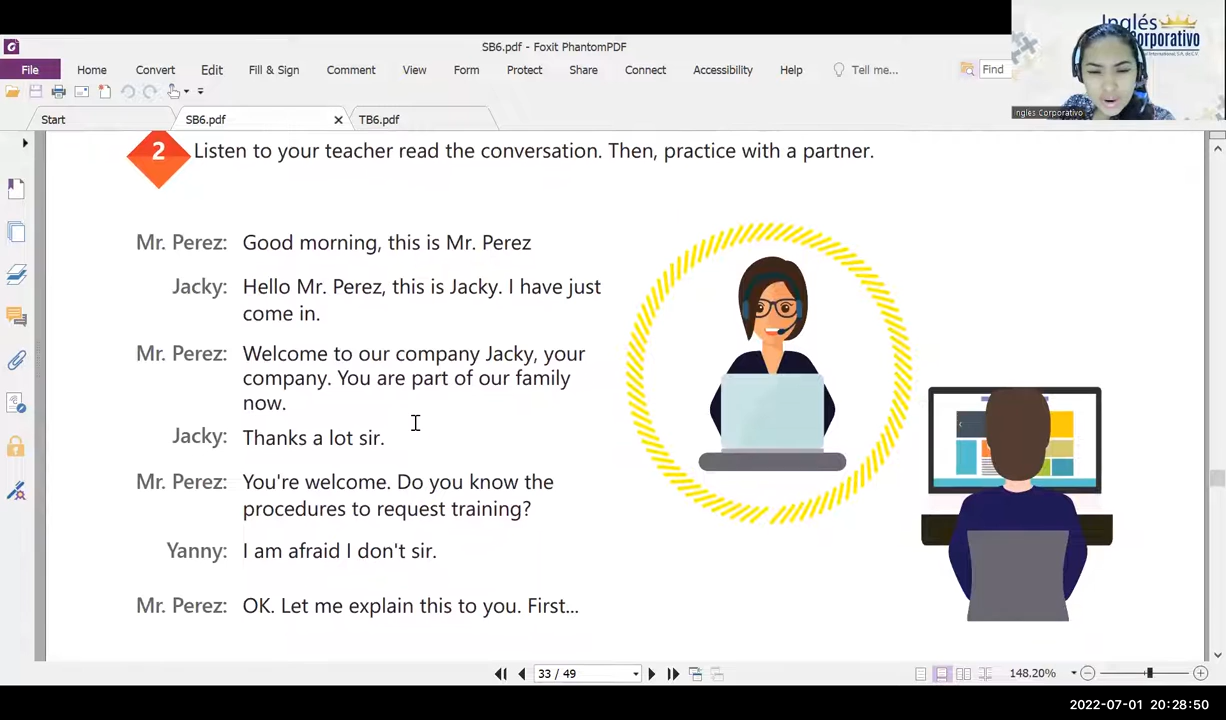 SB6.pdf - Foxit PhantomPDF
Inglés
Corporativo
File Home Convert Edit Fill & Sign Comment View Form Protect Share Connect Accessibility Help Tell me... Find
Ingles Corporativo
Start SB6.pdf TB6.pdf
2 Listen to your teacher read the conversation. Then, practice with a partner.
Mr. Perez: Good morning, this is Mr. Perez
Jacky: Hello Mr. Perez, this is Jacky. I have just
come in.
Mr. Perez: Welcome to our company Jacky, your
company. You are part of our family
now.
Jacky: Thanks a lot sir.
Mr. Perez: You're welcome. Do you know the
procedures to request training?
Yanny: I am afraid I don't sir.
Mr. Perez: OK. Let me explain this to you. First...
33 / 49 148.20%
2022-07-01 20:28:50